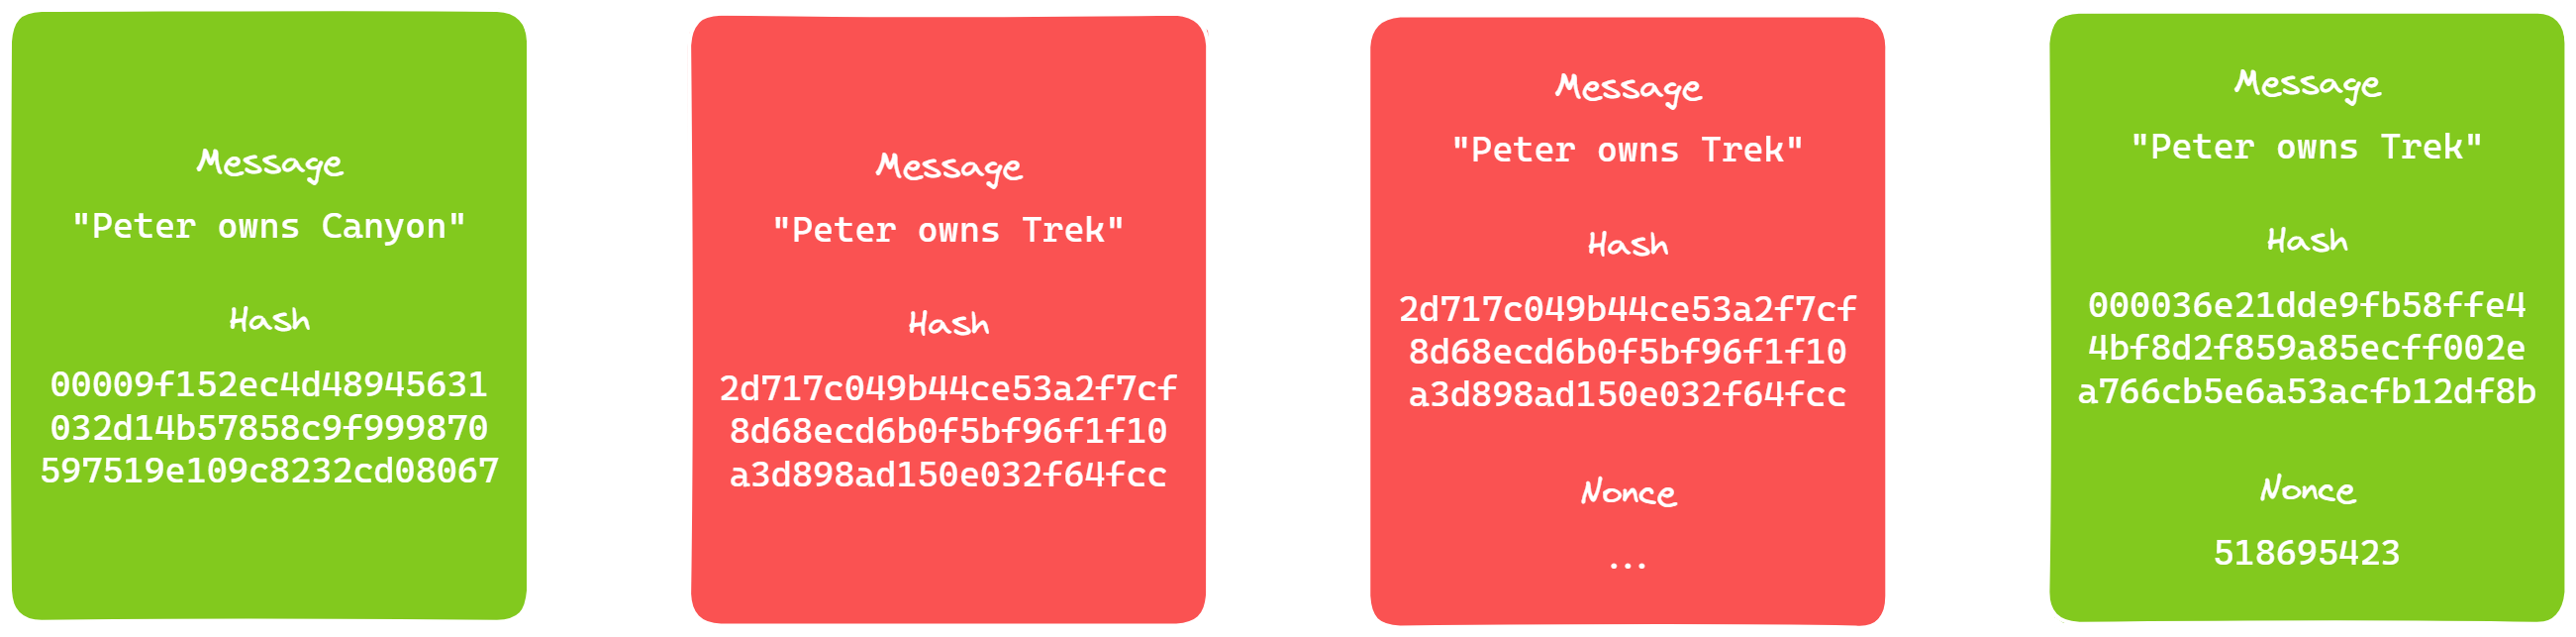 Message
"Peter owns Canyon"
Hash
00009f152ec4d48945631
032d14b57858c9f999870
597519e109c8232cd08067
Message
"Peter owns Trek"
Hash
2d717c049b44ce53a2f7cf
8d68ecd6b0f5bf96f1f10
a3d898ad150e032f64fcc
Message
"Peter owns Trek"
Hash
2d717c049b44ce53a2f7cf
8d68ecd6b0f5bf96f1f10
a3d898ad150e032f64fcc
Nonce
...
Message
"Peter owns Trek"
Hash
000036e21dde9fb58ffe4
4bf8d2f859a85ecff002e
a766cb5e6a53acfb12df8b
Nonce
518695423